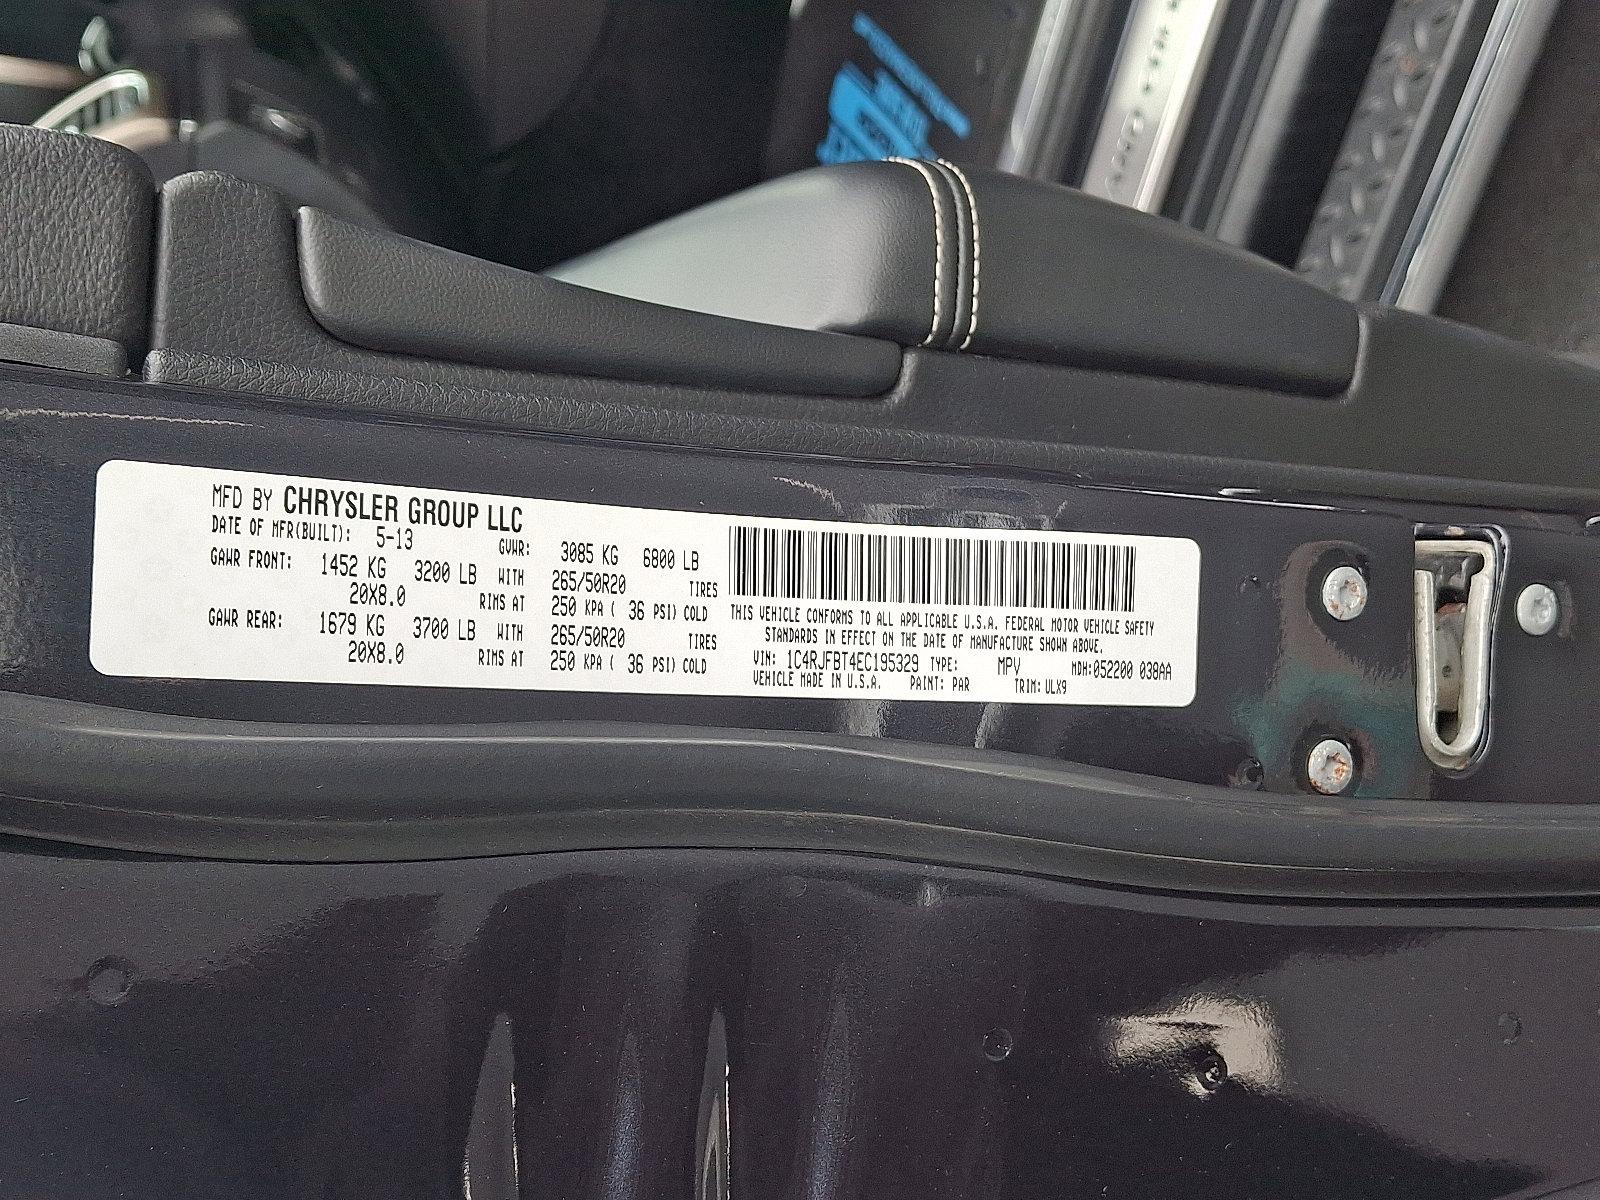 MFD BY CHRYSLER GROUP LLC
DATE OF MFR(BUILT): 5-13 GVWR: 3085 KG 6800 LB
GAWR FRONT: 1452 KG 3200 LB WITH 265/50R20 TIRES
20X8.0 RIMS AT 250 KPA ( 36 PSI) COLD
GAWR REAR: 1679 KG 3700 LB WITH 265/50R20 TIRES
20X8.0 RIMS AT 250 KPA ( 36 PSI) COLD
THIS VEHICLE CONFORMS TO ALL APPLICABLE U.S.A. FEDERAL MOTOR VEHICLE SAFETY
STANDARDS IN EFFECT ON THE DATE OF MANUFACTURE SHOWN ABOVE.
VIN: 1C4RJFBT4EC195329 TYPE: MPV MDH:052200 038AA
VEHICLE MADE IN U.S.A. PAINT: PAR TRIM: ULX9